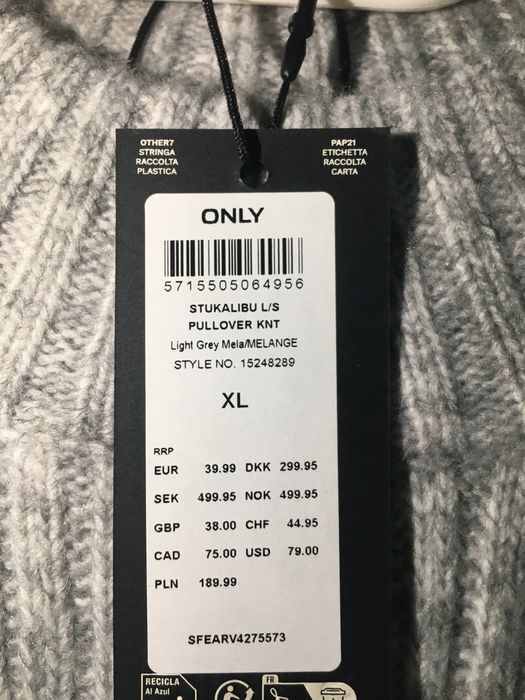 OTHER7
STRINGA
RACCOLTA
PLASTICA
PAP21
ETICHETTA
RACCOLTA
CARTA
ONLY
5715505064956
STUKALIBU L/S
PULLOVER KNT
Light Grey Mela/MELANGE
STYLE NO. 15248289
XL
RRP
EUR 39.99 DKK 299.95
SEK 499.95 NOK 499.95
GBP 38.00 CHF 44.95
CAD 75.00 USD 79.00
PLN 189.99
SFEARV4275573
RECICLA
Al Azul
FR